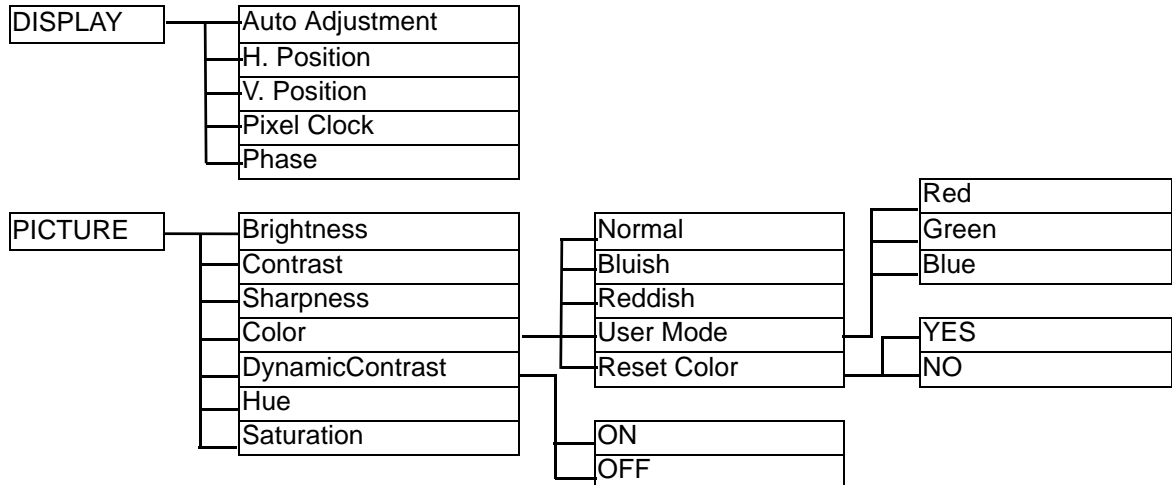 DISPLAY
Auto Adjustment
H. Position
V. Position
Pixel Clock
Phase
PICTURE
Brightness
Contrast
Sharpness
Color
DynamicContrast
Hue
Saturation
Normal
Bluish
Reddish
User Mode
Reset Color
ON
OFF
Red
Green
Blue
YES
NO